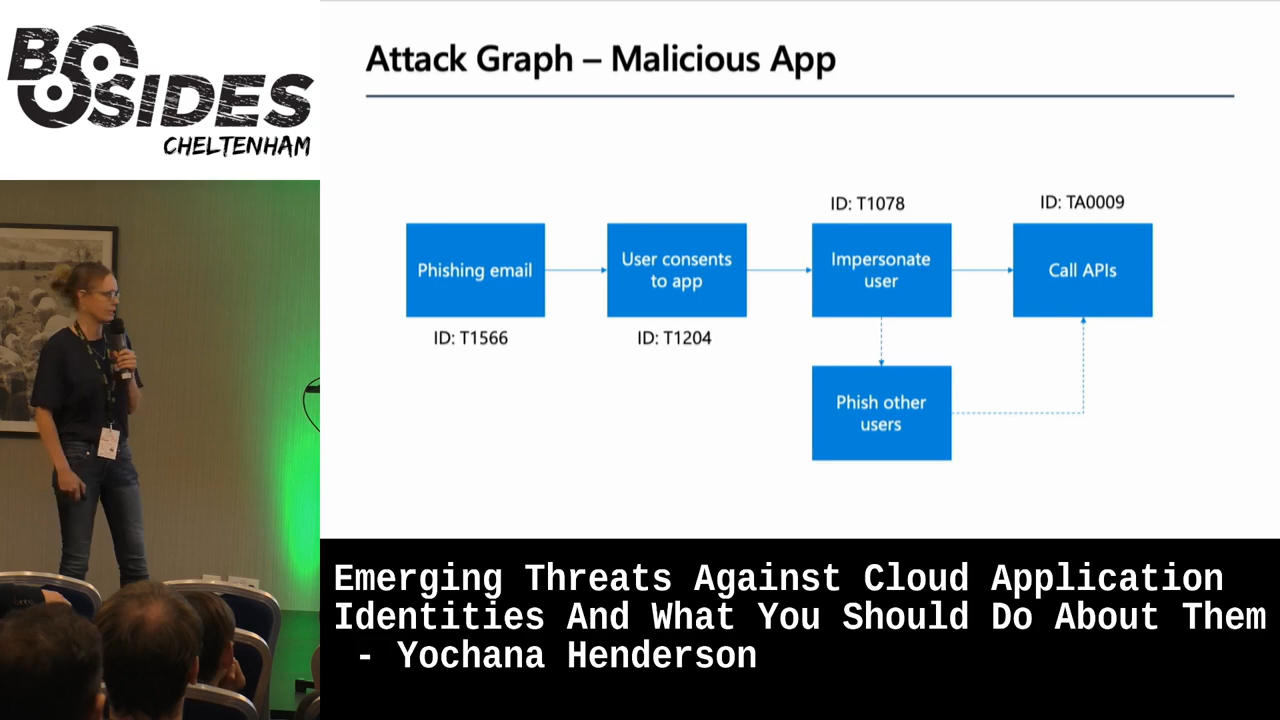 BSIDES
CHELTENHAM
Attack Graph – Malicious App
ID: T1078
ID: TA0009
Phishing email
User consents
to app
Impersonate
user
Call APIs
ID: T1566
ID: T1204
Phish other
users
Emerging Threats Against Cloud Application
Identities And What You Should Do About Them
- Yochana Henderson